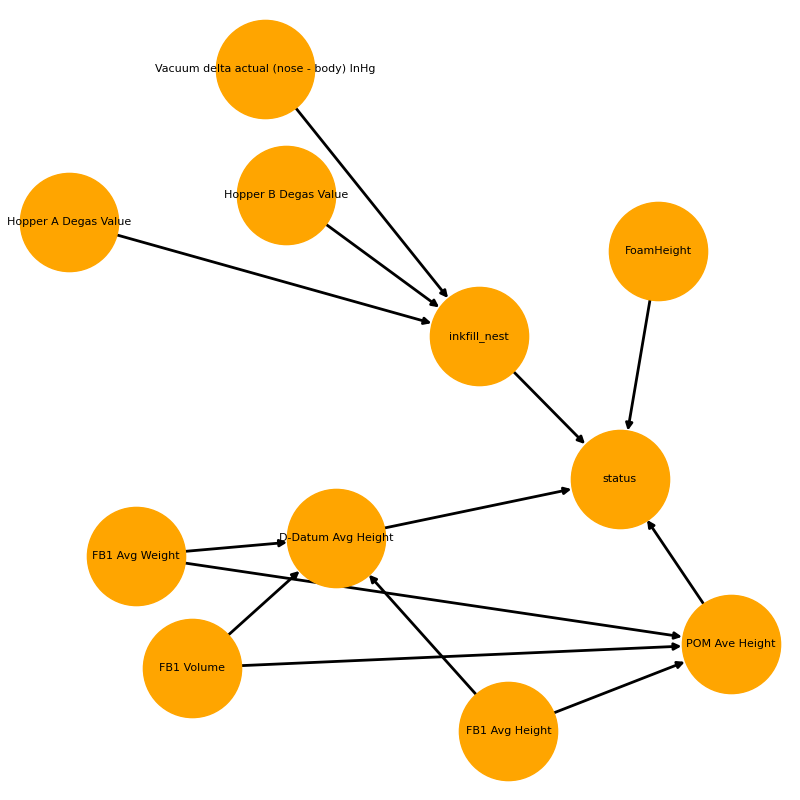 Vacuum delta actual (nose - body) InHg
Hopper B Degas Value
Hopper A Degas Value
FoamHeight
inkfill_nest
status
D-Datum Avg Height
FB1 Avg Weight
POM Ave Height
FB1 Volume
FB1 Avg Height